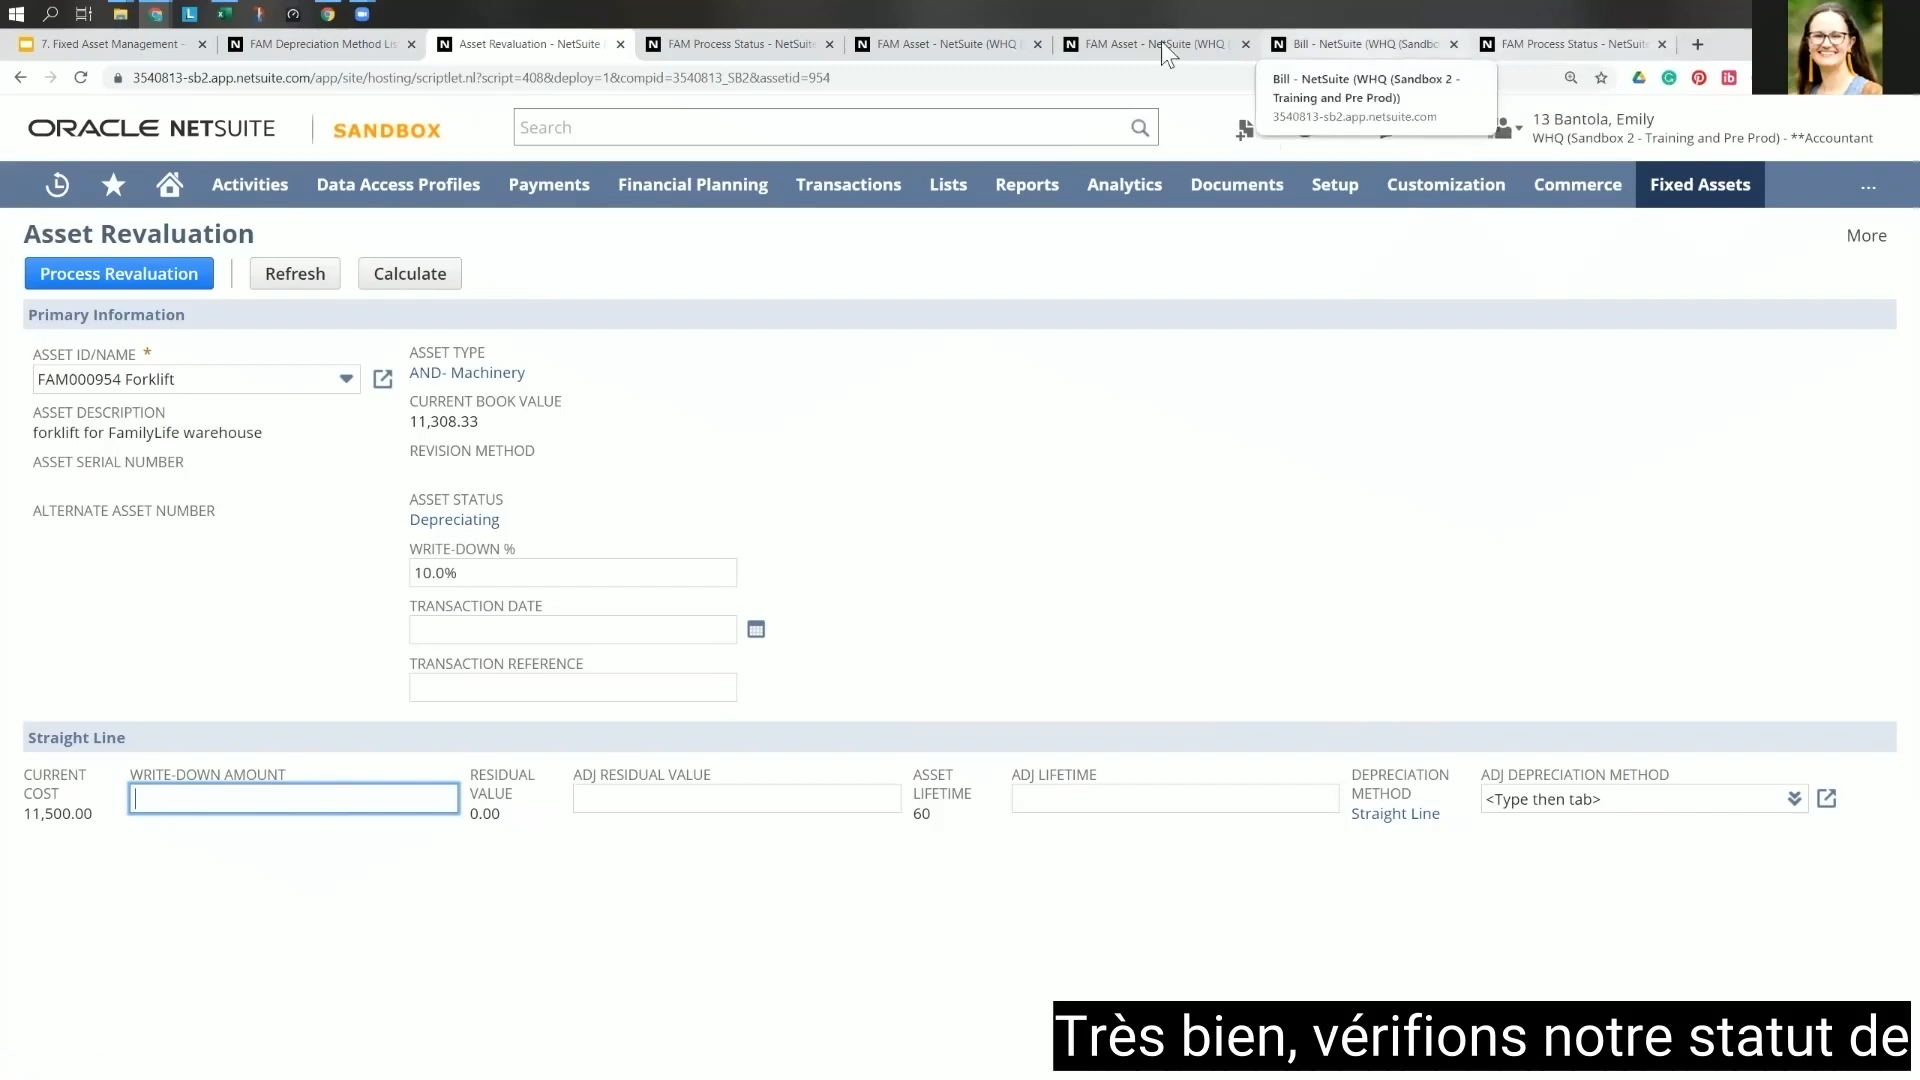 7. Fixed Asset Management -
FAM Depreciation Method Lis
Asset Revaluation - NetSuite
FAM Process Status - NetSuite
FAM Asset - NetSuite (WHQ
FAM Asset - NetSuite (WHQ
Bill - NetSuite (WHQ (Sandbo
FAM Process Status - NetSuite
3540813-sb2.app.netsuite.com/app/site/hosting/scriptlet.nl?script=408&deploy=1&compid=3540813_SB2&assetid=954
Bill - NetSuite (WHQ (Sandbox 2 -
Training and Pre Prod))
3540813-sb2.app.netsuite.com
ORACLE NETSUITE
SANDBOX
Search
13 Bantola, Emily
WHQ (Sandbox 2 - Training and Pre Prod) - **Accountant
Activities
Data Access Profiles
Payments
Financial Planning
Transactions
Lists
Reports
Analytics
Documents
Setup
Customization
Commerce
Fixed Assets
...
Asset Revaluation
More
Process Revaluation
Refresh
Calculate
Primary Information
ASSET ID/NAME *
FAM000954 Forklift
ASSET DESCRIPTION
forklift for FamilyLife warehouse
ASSET SERIAL NUMBER
ALTERNATE ASSET NUMBER
ASSET TYPE
AND- Machinery
CURRENT BOOK VALUE
11,308.33
REVISION METHOD
ASSET STATUS
Depreciating
WRITE-DOWN %
10.0%
TRANSACTION DATE
TRANSACTION REFERENCE
Straight Line
CURRENT
COST
11,500.00
WRITE-DOWN AMOUNT
RESIDUAL
VALUE
0.00
ADJ RESIDUAL VALUE
ASSET
LIFETIME
60
ADJ LIFETIME
DEPRECIATION
METHOD
Straight Line
ADJ DEPRECIATION METHOD
<Type then tab>
Très bien, vérifions notre statut de